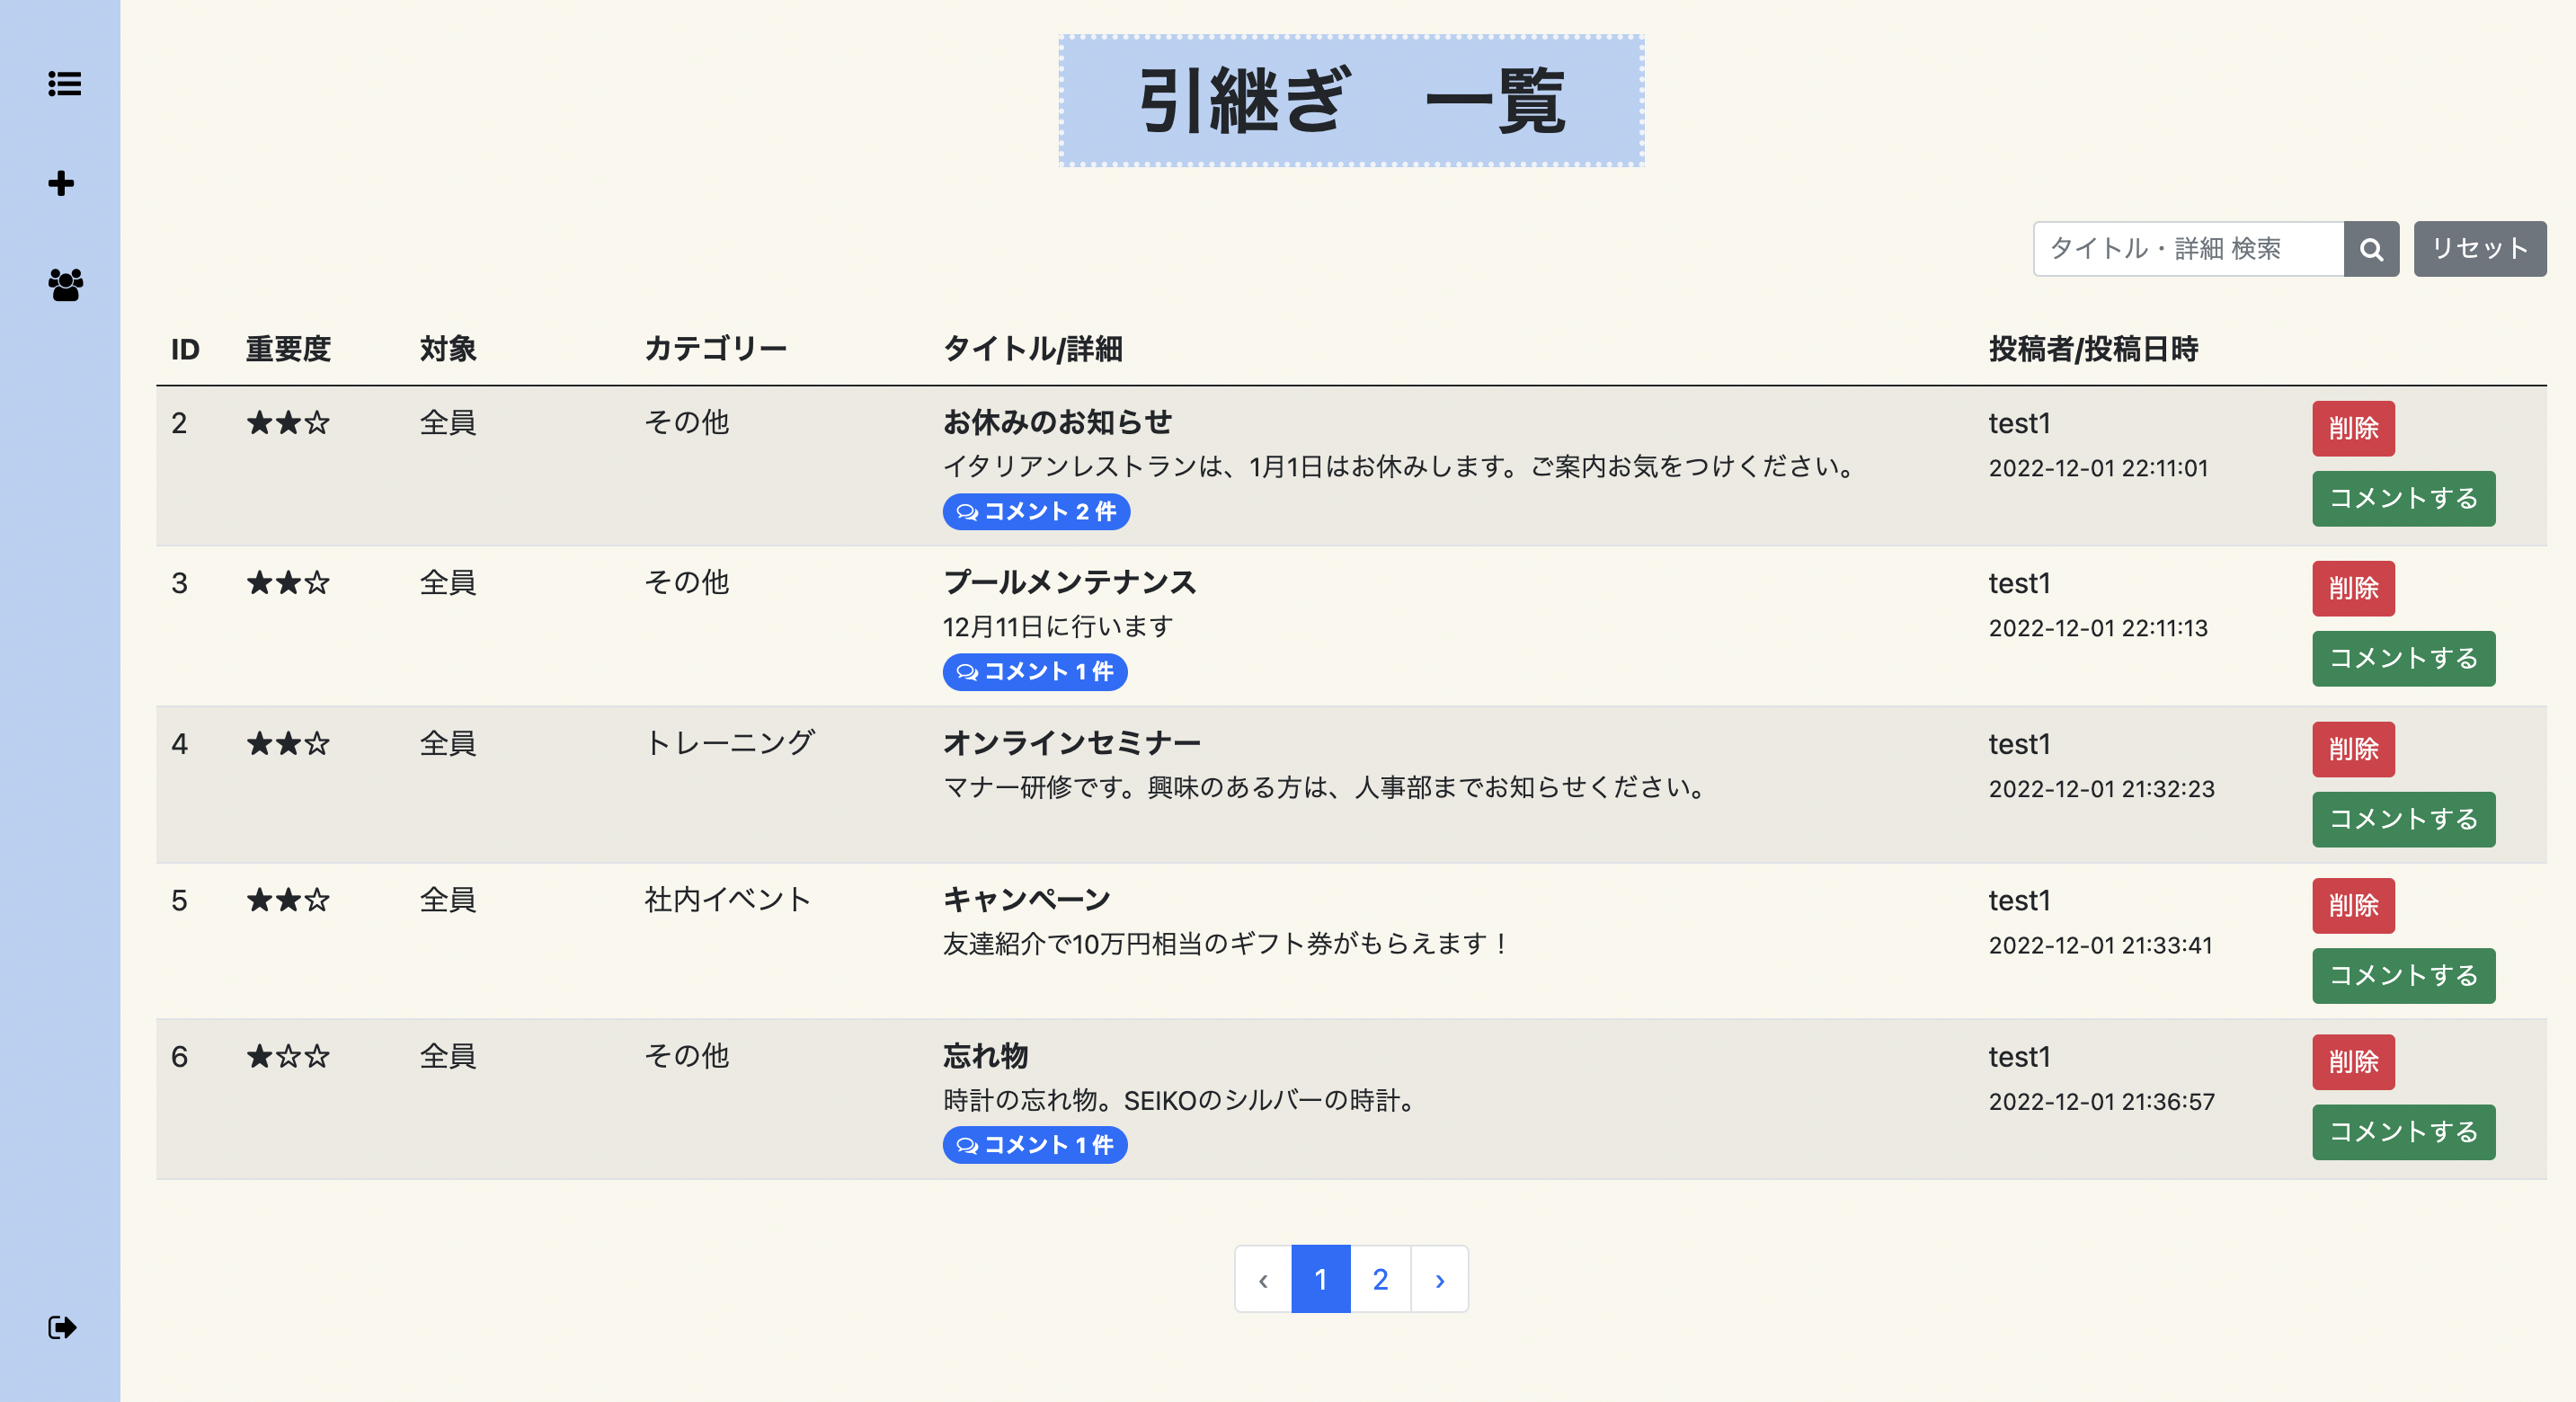 引継ぎ　一覧
タイトル・詳細 検索 リセット
ID 重要度 対象 カテゴリー タイトル/詳細 投稿者/投稿日時
2 ★★☆ 全員 その他 お休みのお知らせ test1 削除
イタリアンレストランは、1月1日はお休みします。ご案内お気をつけください。 2022-12-01 22:11:01
コメント 2 件 コメントする
3 ★★☆ 全員 その他 プールメンテナンス test1 削除
12月11日に行います 2022-12-01 22:11:13
コメント 1 件 コメントする
4 ★★☆ 全員 トレーニング オンラインセミナー test1 削除
マナー研修です。興味のある方は、人事部までお知らせください。 2022-12-01 21:32:23
コメントする
5 ★★☆ 全員 社内イベント キャンペーン test1 削除
友達紹介で10万円相当のギフト券がもらえます！ 2022-12-01 21:33:41
コメントする
6 ★☆☆ 全員 その他 忘れ物 test1 削除
時計の忘れ物。SEIKOのシルバーの時計。 2022-12-01 21:36:57
コメント 1 件 コメントする
‹ 1 2 ›